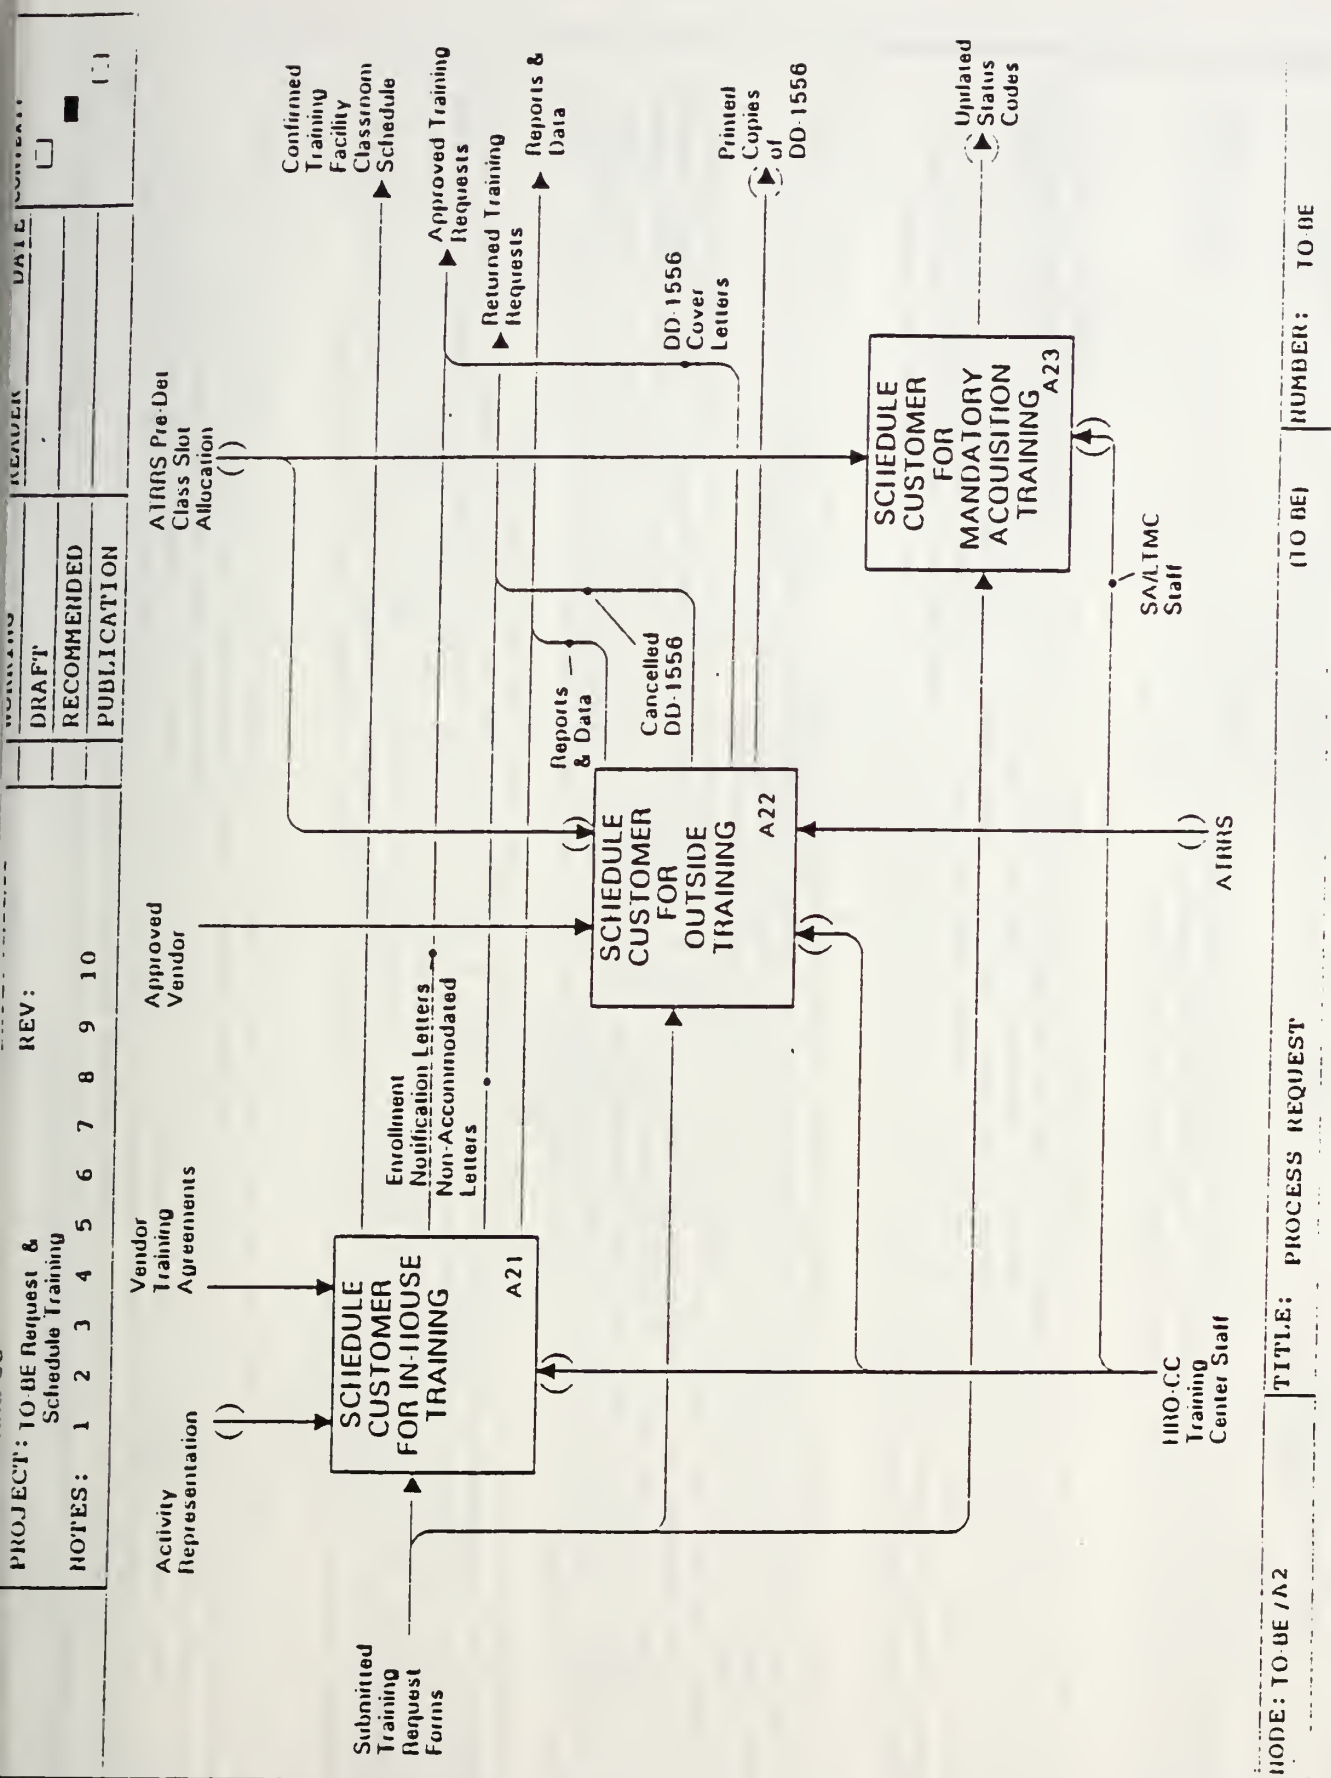 PROJECT: TO-BE Request &
Schedule Training
REV:
NOTES: 1 2 3 4 5 6 7 8 9 10
DRAFT
RECOMMENDED
PUBLICATION
READER
DATE
Activity
Representation
Vendor
Training
Agreements
Approved
Vendor
ATRRS Pre-Det
Class Slot
Allocation
Submitted
Training
Request
Forms
SCHEDULE
CUSTOMER
FOR IN-HOUSE
TRAINING
A21
Enrollment
Notification Letters
Non-Accommodated
Letters
SCHEDULE
CUSTOMER
FOR
OUTSIDE
TRAINING
A22
Reports
& Data
Cancelled
DD-1556
DD-1556
Cover
Letters
SCHEDULE
CUSTOMER
FOR
MANDATORY
ACQUISITION
TRAINING
A23
Confirmed
Training
Facility
Classroom
Schedule
Approved Training
Requests
Returned Training
Requests
Reports &
Data
Printed
Copies
of
DD-1556
Updated
Status
Codes
HRO-CC
Training
Center Staff
ATRRS
SA/LTMC
Staff
NODE: TO-BE /A2
TITLE: PROCESS REQUEST
(TO BE)
NUMBER: TO-BE